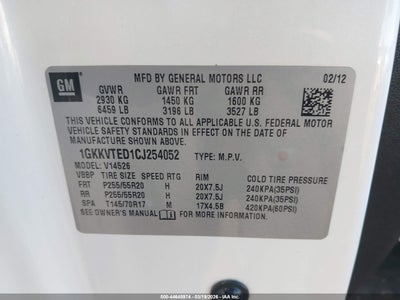 GM
MFD BY GENERAL MOTORS LLC 02/12
GVWR GAWR FRT GAWR RR
2930 KG 1450 KG 1600 KG
6459 LB 3196 LB 3527 LB
THIS VEHICLE CONFORMS TO ALL APPLICABLE U.S. FEDERAL MOTOR
VEHICLE SAFETY AND THEFT PREVENTION STANDARDS IN EFFECT ON THE DATE OF
MANUFACTURE SHOWN ABOVE.
1GKKVTED1CJ254052 TYPE: M.P.V.
MODEL: V14526
VBBP TIRE SIZE SPEED RTG RIM COLD TIRE PRESSURE
FRT P255/55R20 H 20X7.5J 240KPA(35PSI)
RR P255/55R20 H 20X7.5J 240KPA(35PSI)
SPA T145/70R17 M 17X4.5B 420KPA(60PSI)
SEE OWNER'S MANUAL FOR MORE INFORMATION.